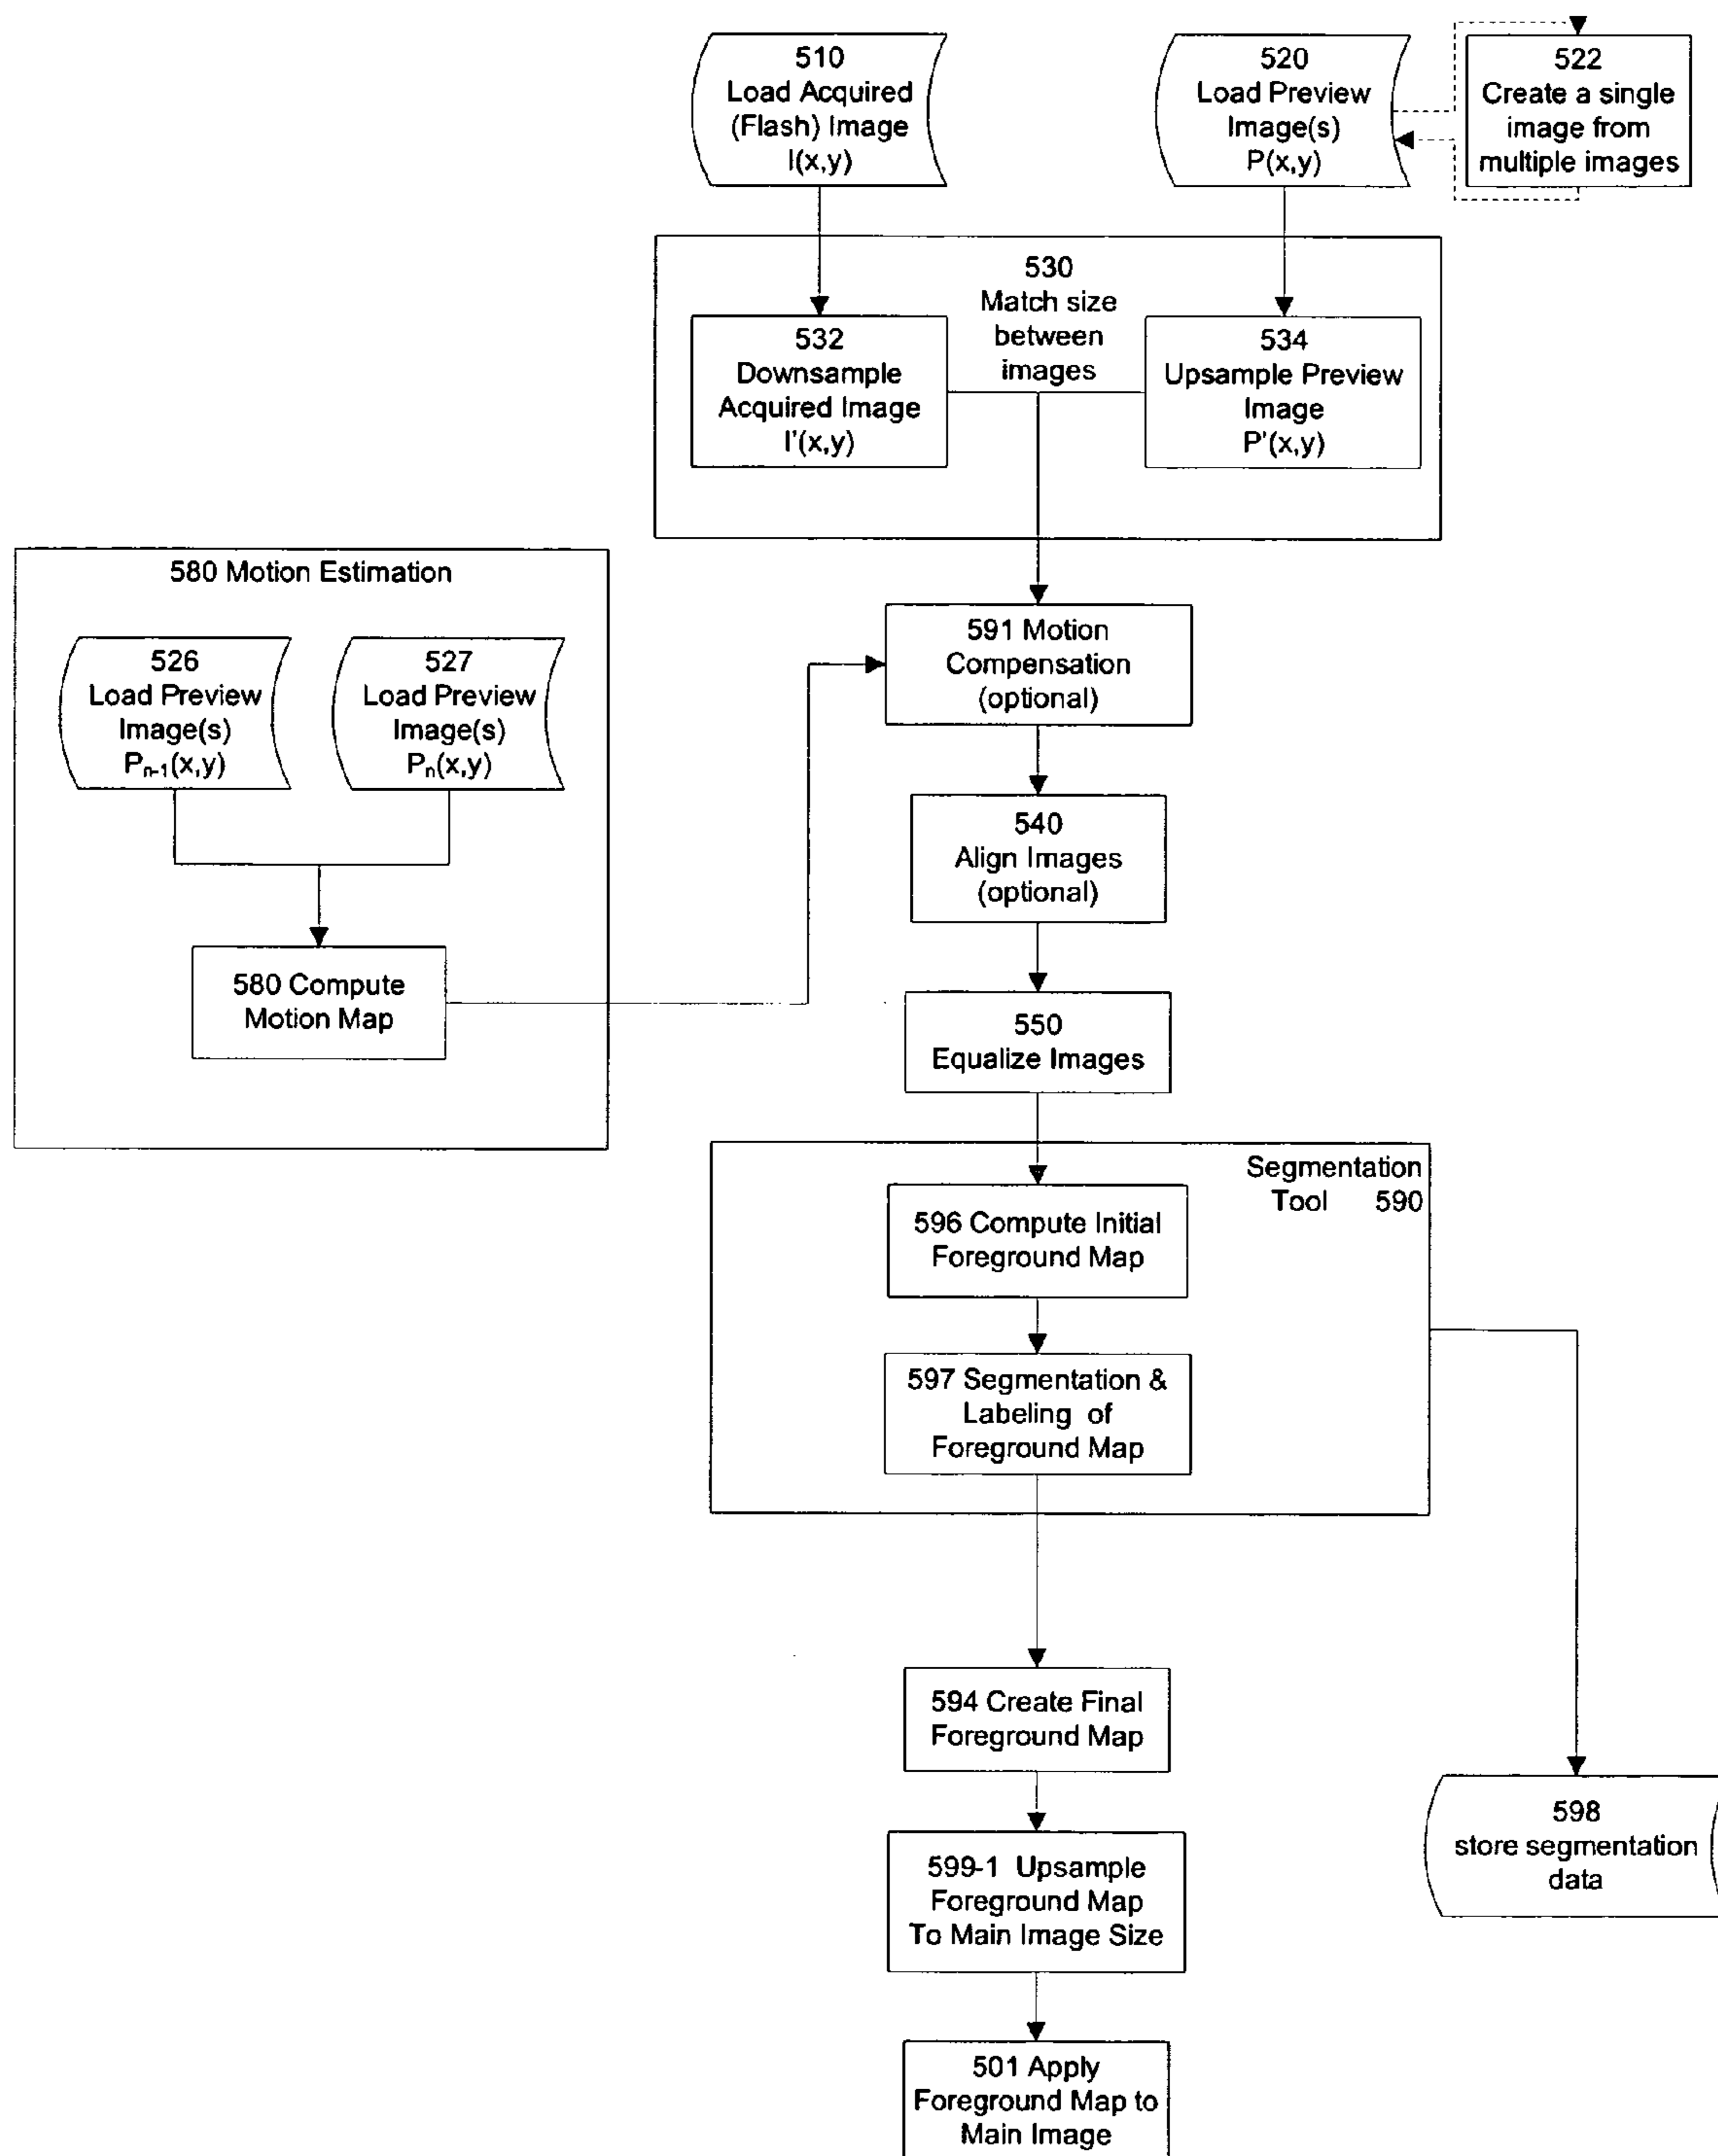 510
Load Acquired
(Flash) Image
I(x,y)
520
Load Preview
Image(s)
P(x,y)
522
Create a single
image from
multiple images
530
Match size
between
images
532
Downsample
Acquired Image
I'(x,y)
534
Upsample Preview
Image
P'(x,y)
580 Motion Estimation
526
Load Preview
Image(s)
Pn-1(x,y)
527
Load Preview
Image(s)
Pn(x,y)
580 Compute
Motion Map
591 Motion
Compensation
(optional)
540
Align Images
(optional)
550
Equalize Images
Segmentation
Tool 590
596 Compute Initial
Foreground Map
597 Segmentation &
Labeling of
Foreground Map
594 Create Final
Foreground Map
598
store segmentation
data
599-1 Upsample
Foreground Map
To Main Image Size
501 Apply
Foreground Map to
Main Image